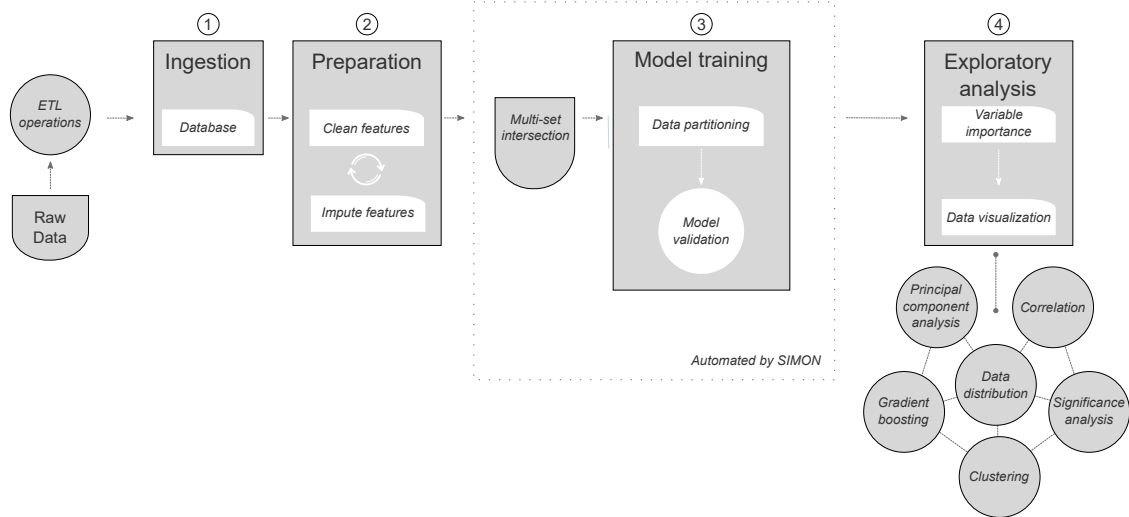 1
2
3
4
Ingestion
Preparation
Model training
Exploratory
analysis
ETL
operations
Database
Clean features
Multi-set
intersection
Data partitioning
Variable
importance
Raw
Data
Impute features
Model
validation
Data visualization
Automated by SIMON
Principal
component
analysis
Correlation
Data
distribution
Gradient
boosting
Significance
analysis
Clustering